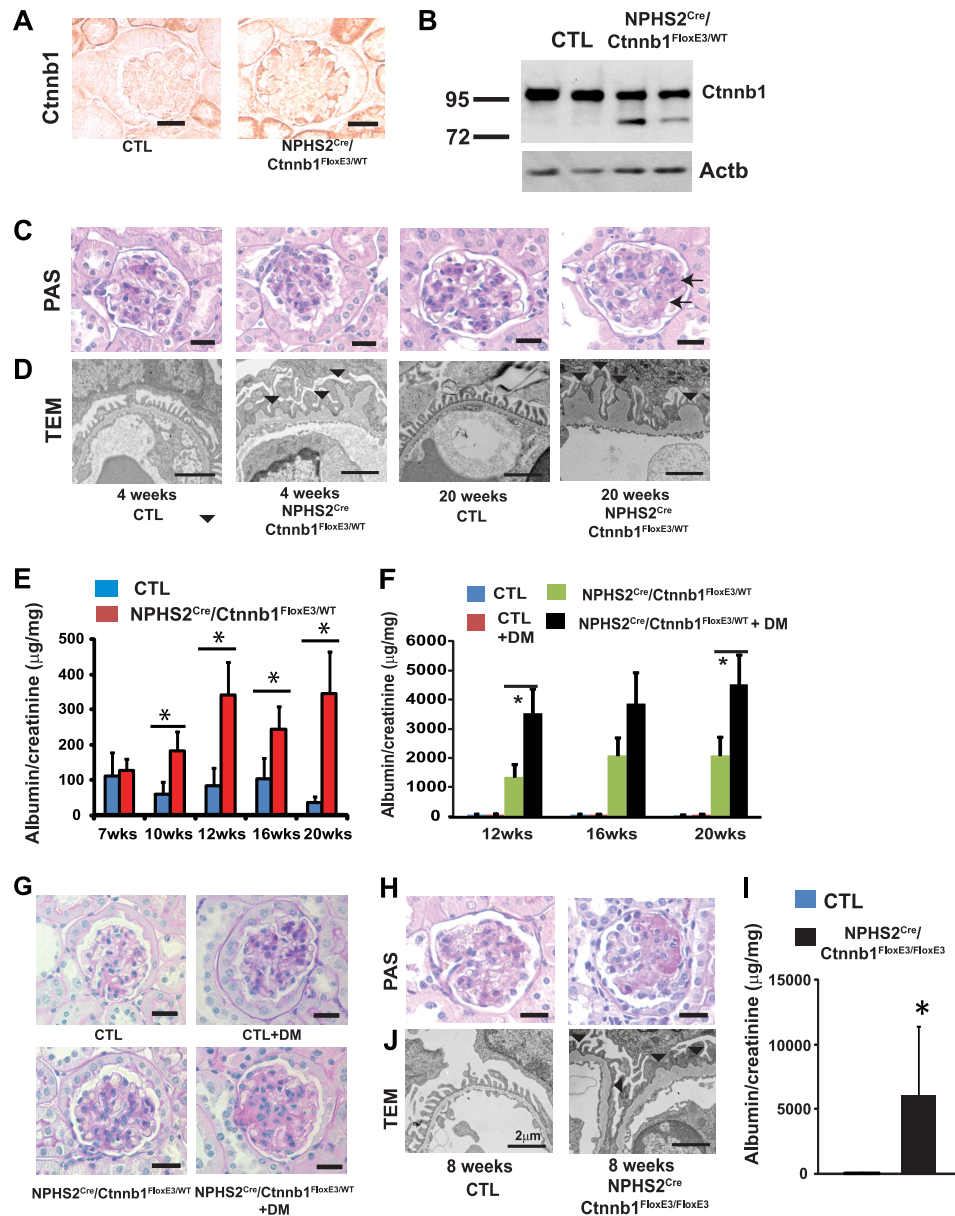 A
Ctnnb1
CTL
NPHS2Cre/
Ctnnb1FloxE3/WT
B
NPHS2Cre/
CTL Ctnnb1FloxE3/WT
95
72
Ctnnb1
Actb
C
PAS
D
TEM
4 weeks
CTL
4 weeks
NPHS2Cre
Ctnnb1FloxE3/WT
20 weeks
CTL
20 weeks
NPHS2Cre
Ctnnb1FloxE3/WT
E
CTL
NPHS2Cre/Ctnnb1FloxE3/WT
Albumin/creatinine (µg/mg)
500
400
300
200
100
0
*
*
*
*
7wks 10wks 12wks 16wks 20wks
F
CTL
NPHS2Cre/Ctnnb1FloxE3/WT
CTL
+DM
NPHS2Cre/Ctnnb1FloxE3/WT + DM
Albumin/creatinine (µg/mg)
6000
5000
4000
3000
2000
1000
0
*
*
12wks 16wks 20wks
G
CTL
CTL+DM
NPHS2Cre/Ctnnb1FloxE3/WT
NPHS2Cre/Ctnnb1FloxE3/WT
+DM
H
PAS
J
TEM
2µm
8 weeks
CTL
8 weeks
NPHS2Cre
Ctnnb1FloxE3/FloxE3
I
CTL
NPHS2Cre/
Ctnnb1FloxE3/FloxE3
Albumin/creatinine (µg/mg)
15000
10000
5000
0
*